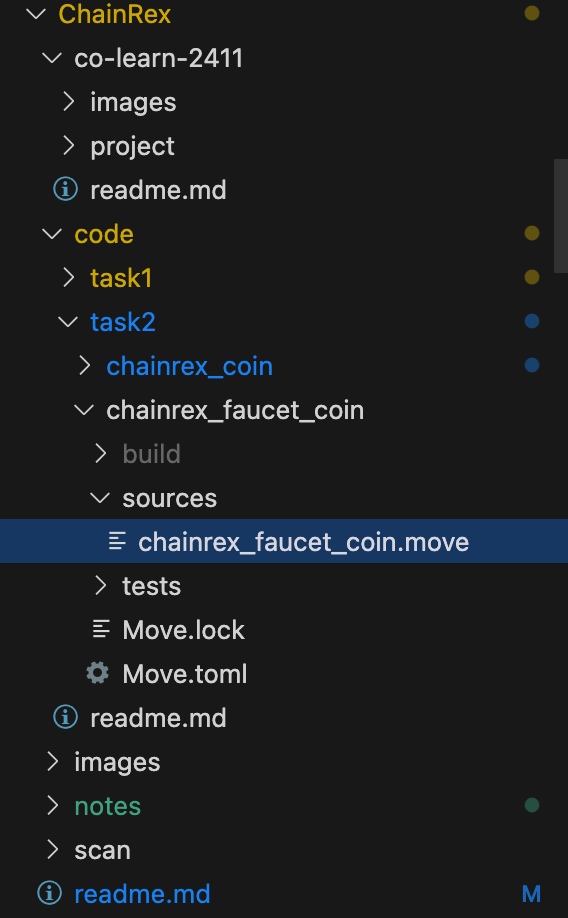 ChainRex
co-learn-2411
images
project
readme.md
code
task1
task2
chainrex_coin
chainrex_faucet_coin
build
sources
chainrex_faucet_coin.move
tests
Move.lock
Move.toml
readme.md
images
notes
scan
readme.md M